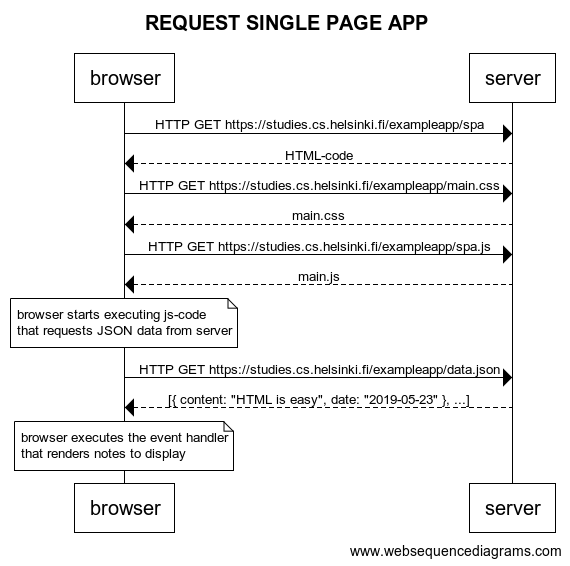 REQUEST SINGLE PAGE APP
browser
server
HTTP GET https://studies.cs.helsinki.fi/exampleapp/spa
HTML-code
HTTP GET https://studies.cs.helsinki.fi/exampleapp/main.css
main.css
HTTP GET https://studies.cs.helsinki.fi/exampleapp/spa.js
main.js
browser starts executing js-code
that requests JSON data from server
HTTP GET https://studies.cs.helsinki.fi/exampleapp/data.json
[{ content: "HTML is easy", date: "2019-05-23" }, ...]
browser executes the event handler
that renders notes to display
browser
server
www.websequencediagrams.com